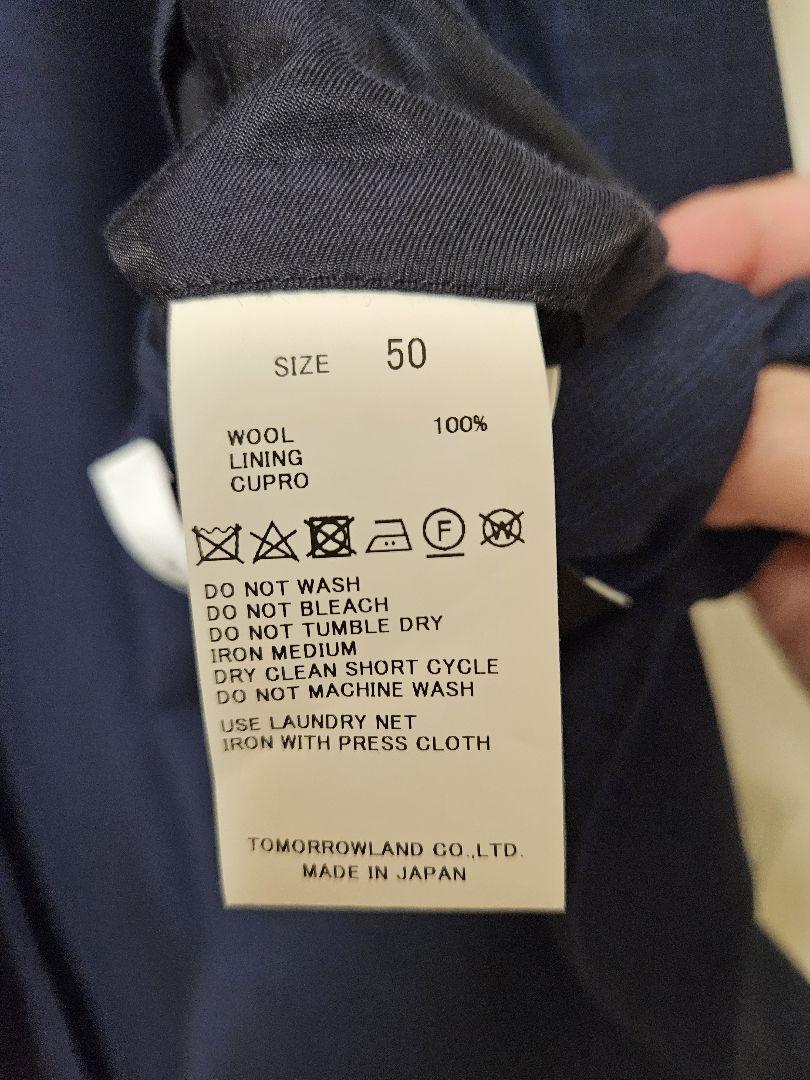 SIZE 50
WOOL 100%
LINING
CUPRO
F W
DO NOT WASH
DO NOT BLEACH
DO NOT TUMBLE DRY
IRON MEDIUM
DRY CLEAN SHORT CYCLE
DO NOT MACHINE WASH
USE LAUNDRY NET
IRON WITH PRESS CLOTH
TOMORROWLAND CO.,LTD.
MADE IN JAPAN